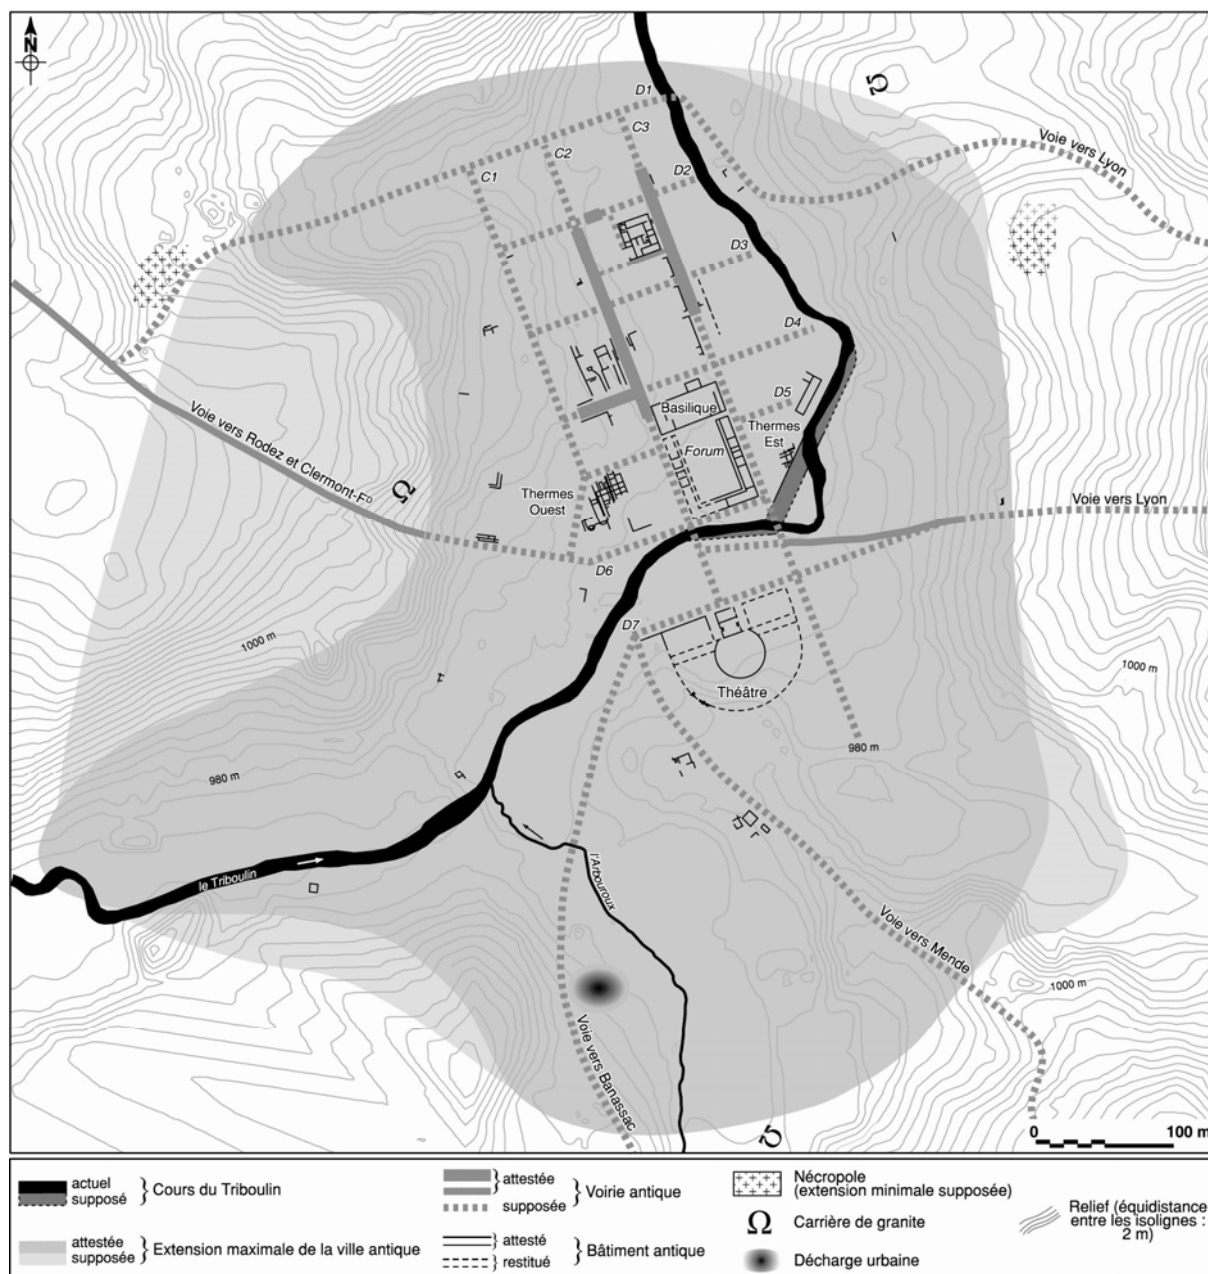 N
D1
C3
Ω
C2
D2
C1
Voie vers Lyon
D3
D4
Voie vers Rodez et Clermont-Fᴰ
Basilique
D5
Forum
Thermes
Est
Ω
Thermes
Ouest
Voie vers Lyon
D6
D7
1000 m
1000 m
Théâtre
980 m
980 m
le Triboulin
l'Arbouroux
Voie vers Mende
1000 m
Voie vers Banassac
Ω
0 100 m
actuel
supposé
Cours du Triboulin
attestée
supposée
Extension maximale de la ville antique
attestée
supposée
Voirie antique
attesté
restitué
Bâtiment antique
Nécropole
(extension minimale supposée)
Ω Carrière de granite
Décharge urbaine
Relief (équidistance
entre les isolignes :
2 m)